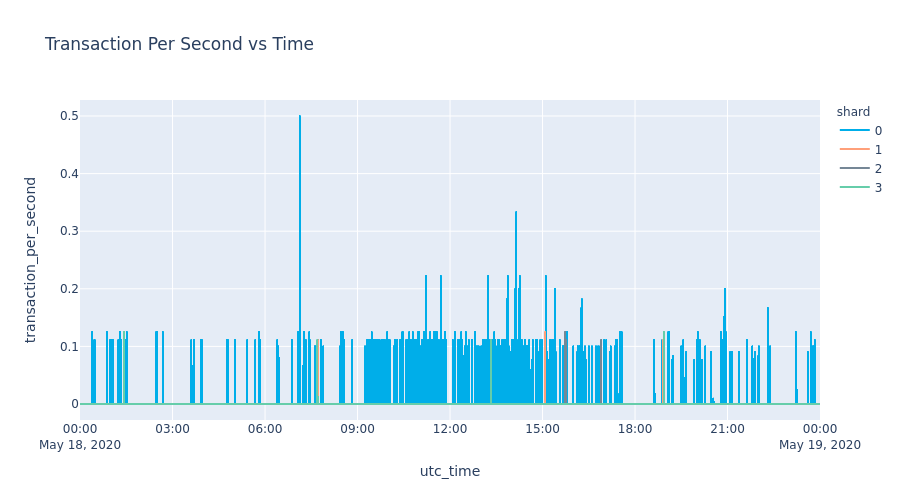 Transaction Per Second vs Time
shard
0
1
2
3
transaction_per_second
0.5
0.4
0.3
0.2
0.1
0
00:00 03:00 06:00 09:00 12:00 15:00 18:00 21:00 00:00
May 18, 2020 May 19, 2020
utc_time